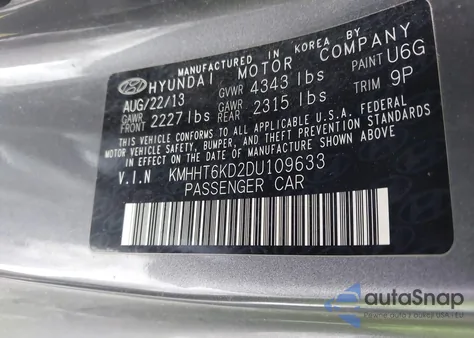 MANUFACTURED IN KOREA BY
HYUNDAI MOTOR COMPANY
AUG/22/13 GVWR 4343 lbs PAINT U6G
GAWR FRONT 2227 lbs GAWR REAR 2315 lbs TRIM 9P
THIS VEHICLE CONFORMS TO ALL APPLICABLE U.S.A. FEDERAL
MOTOR VEHICLE SAFETY, BUMPER, AND THEFT PREVENTION STANDARDS
IN EFFECT ON THE DATE OF MANUFACTURE SHOWN ABOVE.
V.I.N KMHHT6KD2DU109633
PASSENGER CAR
autoSnap